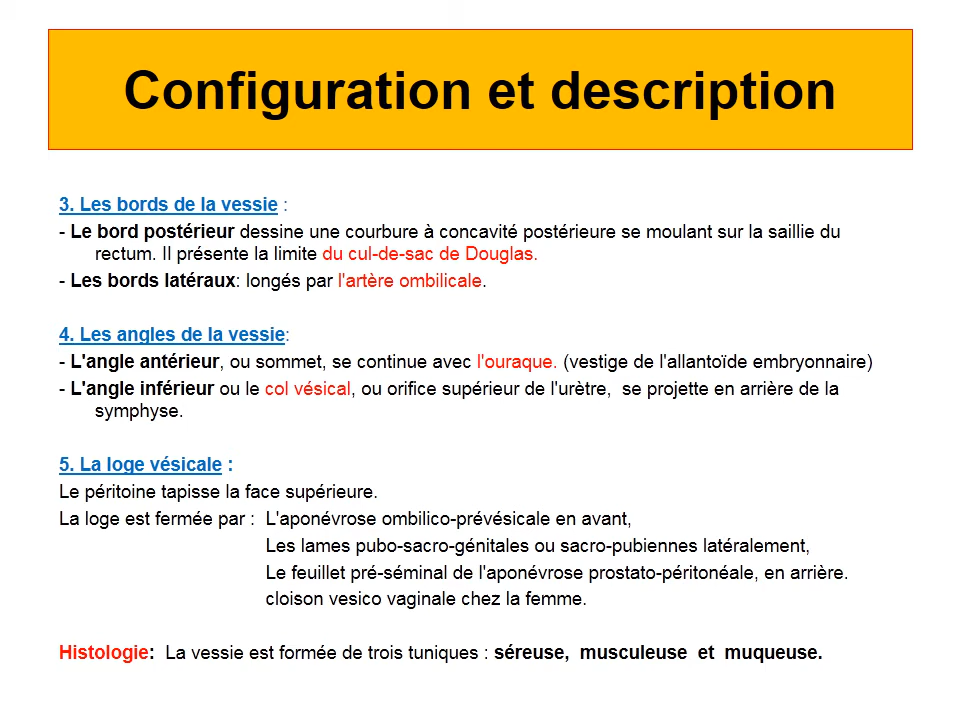 Configuration et description
3. Les bords de la vessie :
- Le bord postérieur dessine une courbure à concavité postérieure se moulant sur la saillie du
rectum. Il présente la limite du cul-de-sac de Douglas.
- Les bords latéraux: longés par l'artère ombilicale.
4. Les angles de la vessie:
- L'angle antérieur, ou sommet, se continue avec l'ouraque. (vestige de l'allantoïde embryonnaire)
- L'angle inférieur ou le col vésical, ou orifice supérieur de l'urètre, se projette en arrière de la
symphyse.
5. La loge vésicale :
Le péritoine tapisse la face supérieure.
La loge est fermée par : L'aponévrose ombilico-prévésicale en avant,
Les lames pubo-sacro-génitales ou sacro-pubiennes latéralement,
Le feuillet pré-séminal de l'aponévrose prostato-péritonéale, en arrière.
cloison vesico vaginale chez la femme.
Histologie: La vessie est formée de trois tuniques : séreuse, musculeuse et muqueuse.